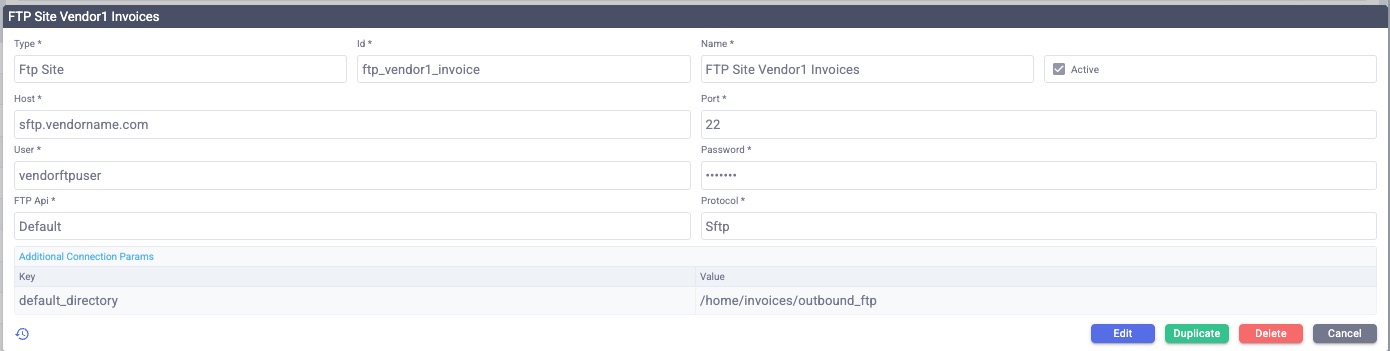 FTP Site Vendor1 Invoices
Type * Id * Name *
Ftp Site ftp_vendor1_invoice FTP Site Vendor1 Invoices Active
Host * Port *
sftp.vendorname.com 22
User * Password *
vendorftpuser •••••••
FTP Api * Protocol *
Default Sftp
Additional Connection Params
Key Value
default_directory /home/invoices/outbound_ftp
Edit Duplicate Delete Cancel